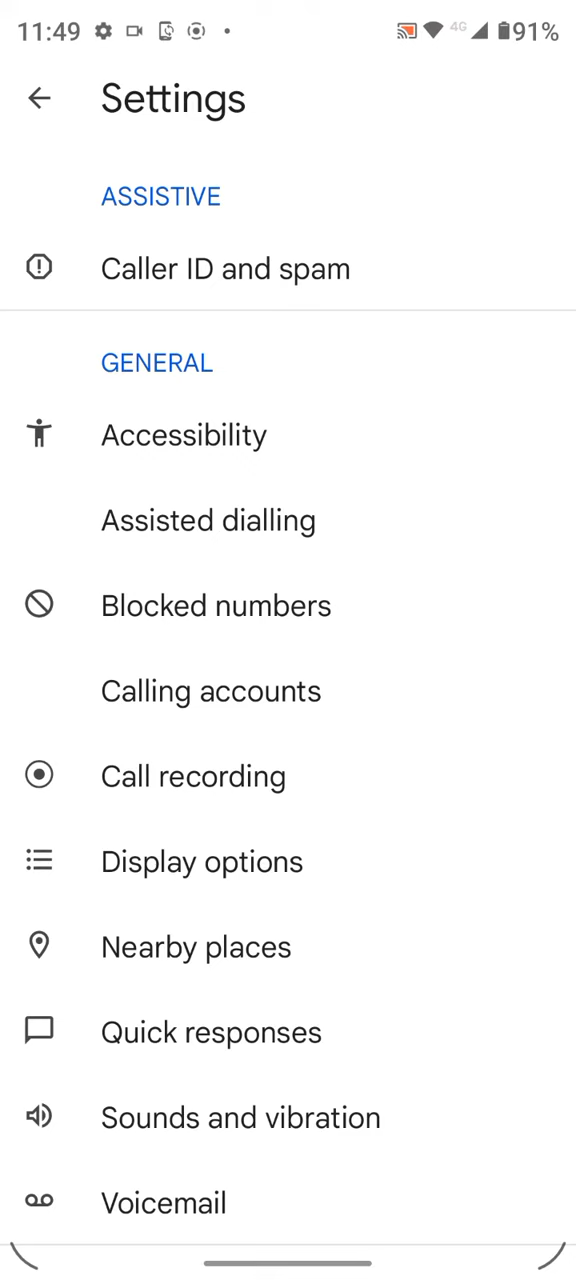 11:49 4G 91%
Settings
ASSISTIVE
Caller ID and spam
GENERAL
Accessibility
Assisted dialling
Blocked numbers
Calling accounts
Call recording
Display options
Nearby places
Quick responses
Sounds and vibration
Voicemail